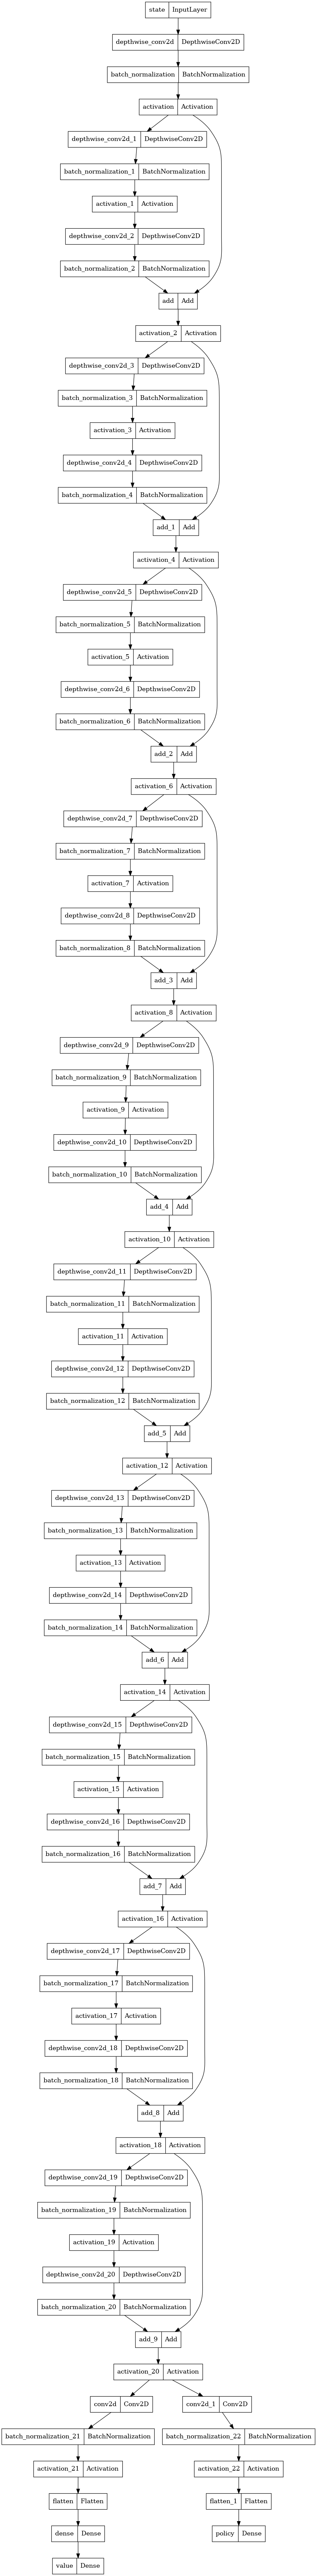 state InputLayer
depthwise_conv2d DepthwiseConv2D
batch_normalization BatchNormalization
activation Activation
depthwise_conv2d_1 DepthwiseConv2D
batch_normalization_1 BatchNormalization
activation_1 Activation
depthwise_conv2d_2 DepthwiseConv2D
batch_normalization_2 BatchNormalization
add Add
activation_2 Activation
depthwise_conv2d_3 DepthwiseConv2D
batch_normalization_3 BatchNormalization
activation_3 Activation
depthwise_conv2d_4 DepthwiseConv2D
batch_normalization_4 BatchNormalization
add_1 Add
activation_4 Activation
depthwise_conv2d_5 DepthwiseConv2D
batch_normalization_5 BatchNormalization
activation_5 Activation
depthwise_conv2d_6 DepthwiseConv2D
batch_normalization_6 BatchNormalization
add_2 Add
activation_6 Activation
depthwise_conv2d_7 DepthwiseConv2D
batch_normalization_7 BatchNormalization
activation_7 Activation
depthwise_conv2d_8 DepthwiseConv2D
batch_normalization_8 BatchNormalization
add_3 Add
activation_8 Activation
depthwise_conv2d_9 DepthwiseConv2D
batch_normalization_9 BatchNormalization
activation_9 Activation
depthwise_conv2d_10 DepthwiseConv2D
batch_normalization_10 BatchNormalization
add_4 Add
activation_10 Activation
depthwise_conv2d_11 DepthwiseConv2D
batch_normalization_11 BatchNormalization
activation_11 Activation
depthwise_conv2d_12 DepthwiseConv2D
batch_normalization_12 BatchNormalization
add_5 Add
activation_12 Activation
depthwise_conv2d_13 DepthwiseConv2D
batch_normalization_13 BatchNormalization
activation_13 Activation
depthwise_conv2d_14 DepthwiseConv2D
batch_normalization_14 BatchNormalization
add_6 Add
activation_14 Activation
depthwise_conv2d_15 DepthwiseConv2D
batch_normalization_15 BatchNormalization
activation_15 Activation
depthwise_conv2d_16 DepthwiseConv2D
batch_normalization_16 BatchNormalization
add_7 Add
activation_16 Activation
depthwise_conv2d_17 DepthwiseConv2D
batch_normalization_17 BatchNormalization
activation_17 Activation
depthwise_conv2d_18 DepthwiseConv2D
batch_normalization_18 BatchNormalization
add_8 Add
activation_18 Activation
depthwise_conv2d_19 DepthwiseConv2D
batch_normalization_19 BatchNormalization
activation_19 Activation
depthwise_conv2d_20 DepthwiseConv2D
batch_normalization_20 BatchNormalization
add_9 Add
activation_20 Activation
conv2d Conv2D conv2d_1 Conv2D
batch_normalization_21 BatchNormalization batch_normalization_22 BatchNormalization
activation_21 Activation activation_22 Activation
flatten Flatten flatten_1 Flatten
dense Dense policy Dense
value Dense